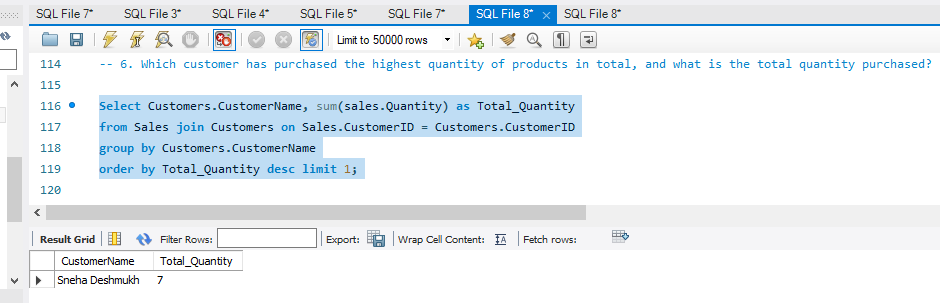 SQL File 7* SQL File 3* SQL File 4* SQL File 5* SQL File 7* SQL File 8* SQL File 8*
Limit to 50000 rows
114 -- 6. Which customer has purchased the highest quantity of products in total, and what is the total quantity purchased?
115
116 Select Customers.CustomerName, sum(sales.Quantity) as Total_Quantity
117 from Sales join Customers on Sales.CustomerID = Customers.CustomerID
118 group by Customers.CustomerName
119 order by Total_Quantity desc limit 1;
120
Result Grid Filter Rows: Export: Wrap Cell Content: Fetch rows:
CustomerName Total_Quantity
Sneha Deshmukh 7